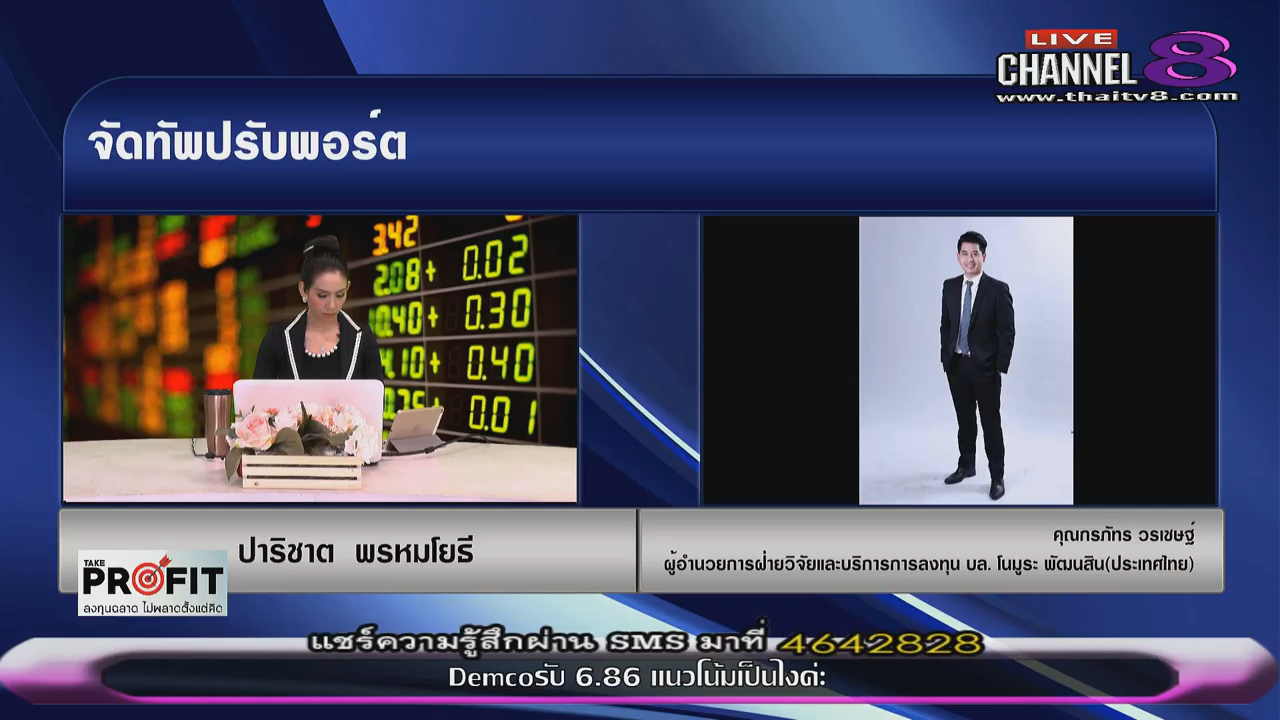 LIVE
CHANNEL 8
www.thaitv8.com
จัดทัพปรับพอร์ต
3.42
2.08+ 0.02
0.40+ 0.30
4.10+ 0.40
0.01
ปาริชาต พรหมโยธี
คุณกรภัทร วรเชษฐ์
ผู้อำนวยการฝ่ายวิจัยและบริการการลงทุน บล. โนมูระ พัฒนสิน(ประเทศไทย)
TAKE
PROFIT
ลงทุนฉลาด ไม่พลาดตั้งแต่คิด
แชร์ความรู้สึกผ่าน SMS มาที่ 4642828
Demcoรับ 6.86 แนวโน้มเป็นไงค่ะ